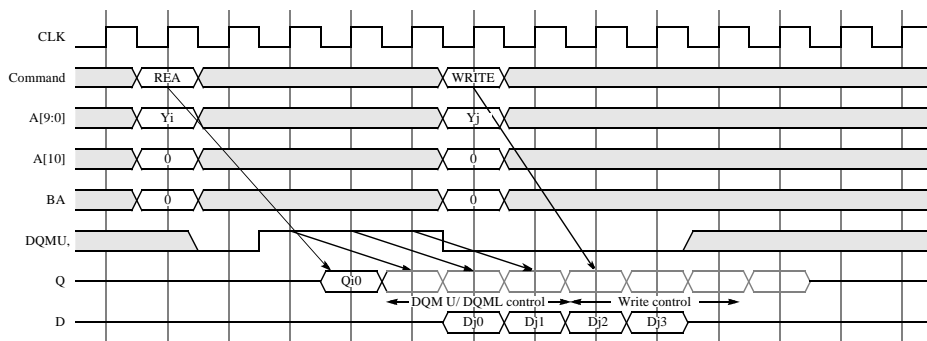 CLK
Command REA WRITE
A[9:0] Yi Yj
A[10] 0 0
BA 0 0
DQMU,
Q Qi0
DQM U/ DQML control Write control
D Dj0 Dj1 Dj2 Dj3